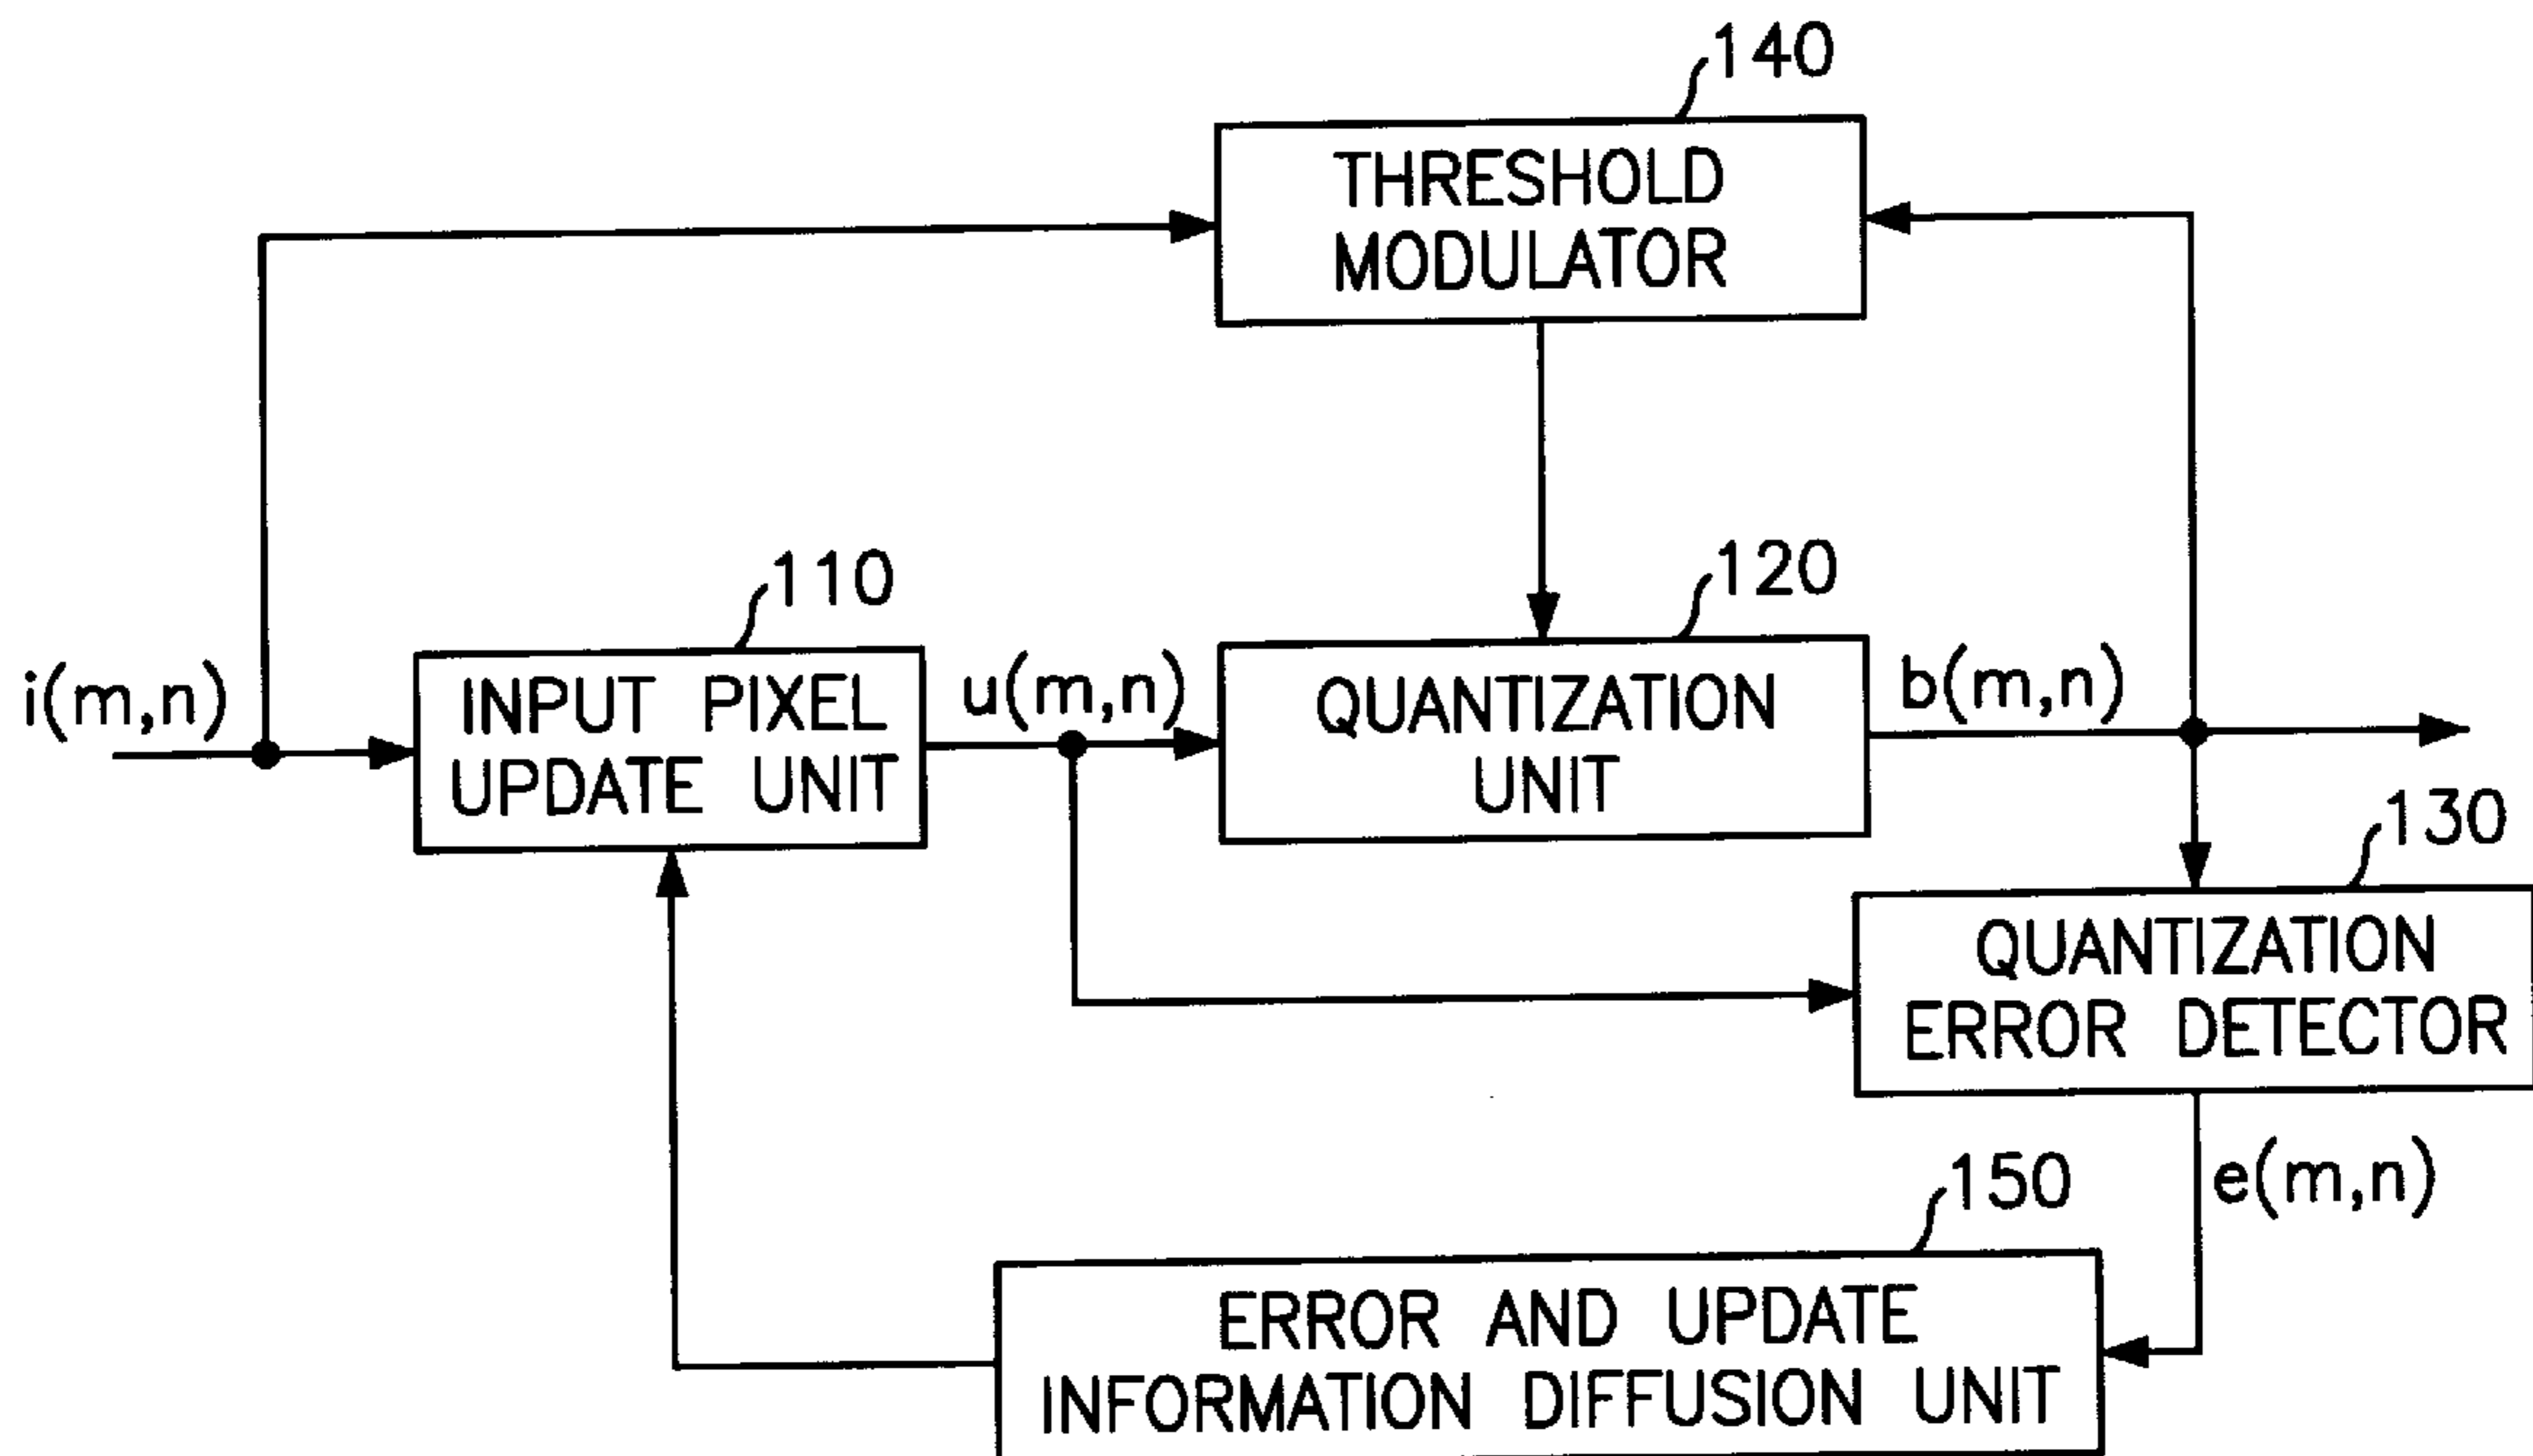 140
THRESHOLD
MODULATOR
110
120
i(m,n)
INPUT PIXEL
UPDATE UNIT
u(m,n)
QUANTIZATION
UNIT
b(m,n)
130
QUANTIZATION
ERROR DETECTOR
e(m,n)
150
ERROR AND UPDATE
INFORMATION DIFFUSION UNIT